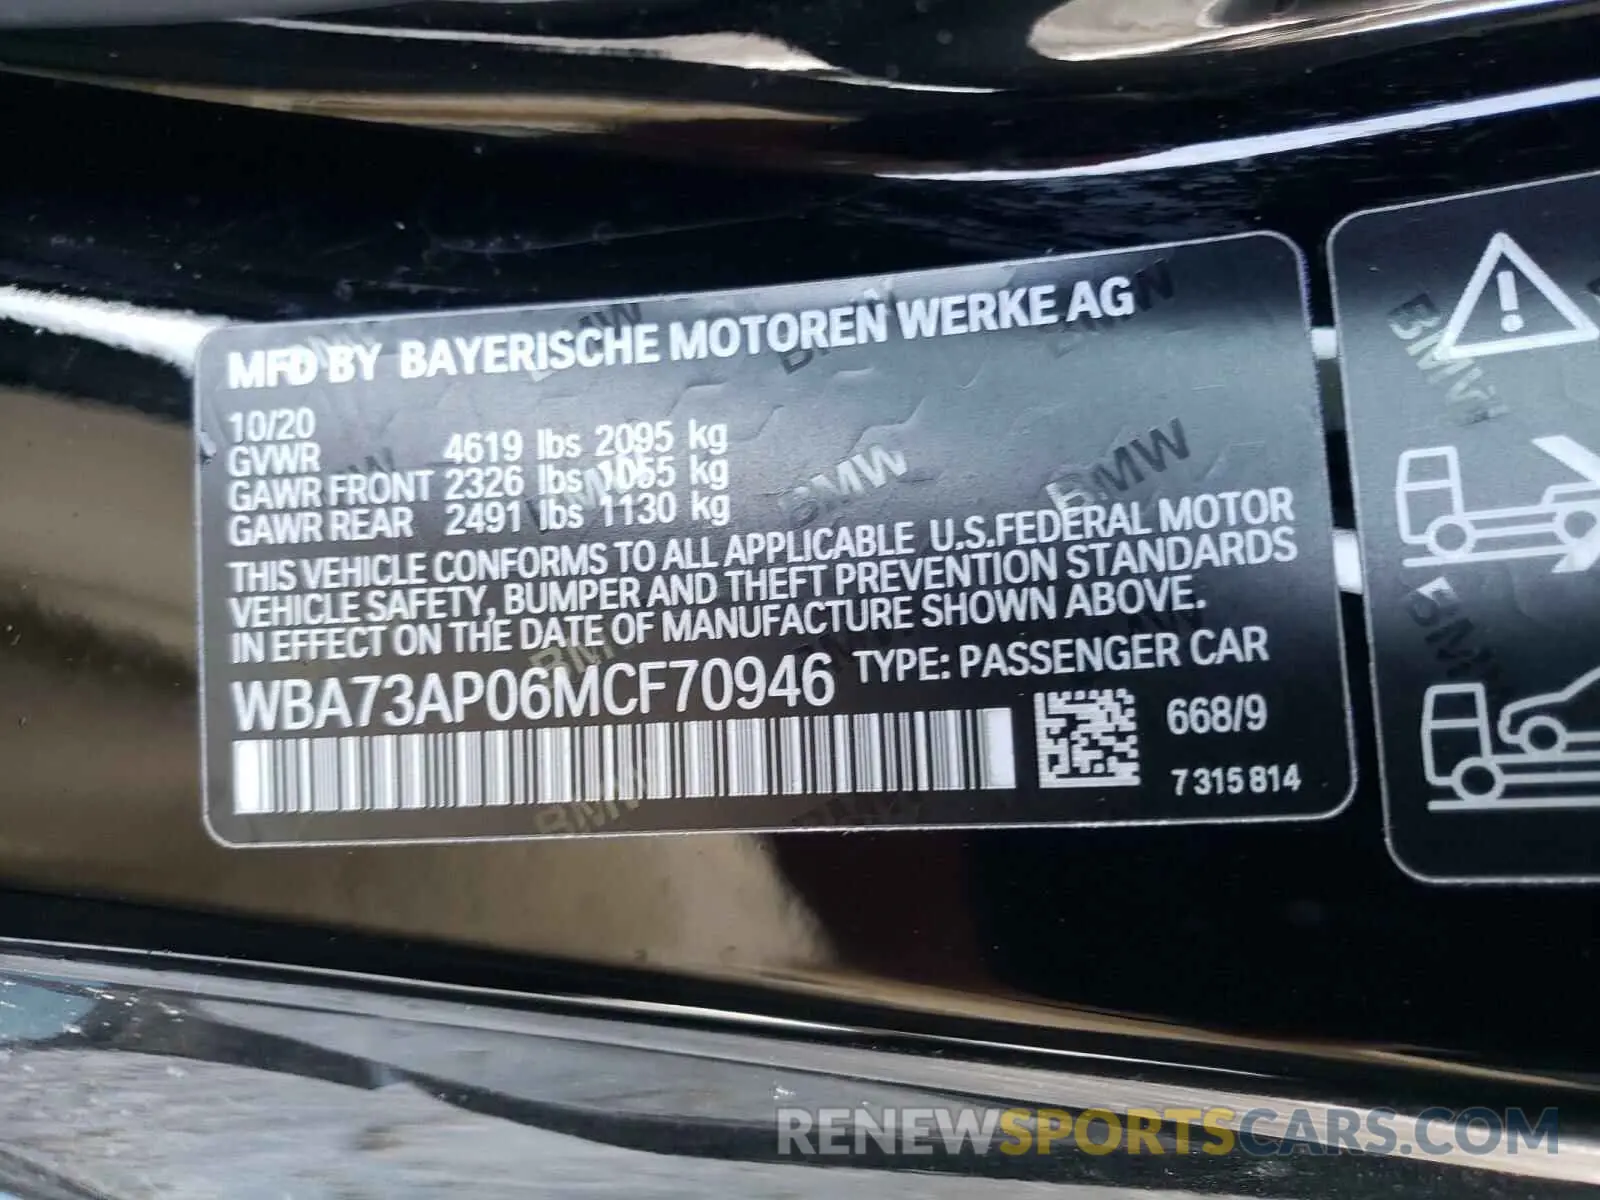 MFD BY BAYERISCHE MOTOREN WERKE AG
10/20
GVWR 4619 lbs 2095 kg
GAWR FRONT 2326 lbs 1055 kg
GAWR REAR 2491 lbs 1130 kg
THIS VEHICLE CONFORMS TO ALL APPLICABLE U.S.FEDERAL MOTOR
VEHICLE SAFETY, BUMPER AND THEFT PREVENTION STANDARDS
IN EFFECT ON THE DATE OF MANUFACTURE SHOWN ABOVE.
WBA73AP06MCF70946 TYPE: PASSENGER CAR
668/9
7315814
RENEWSPORTSCARS.COM